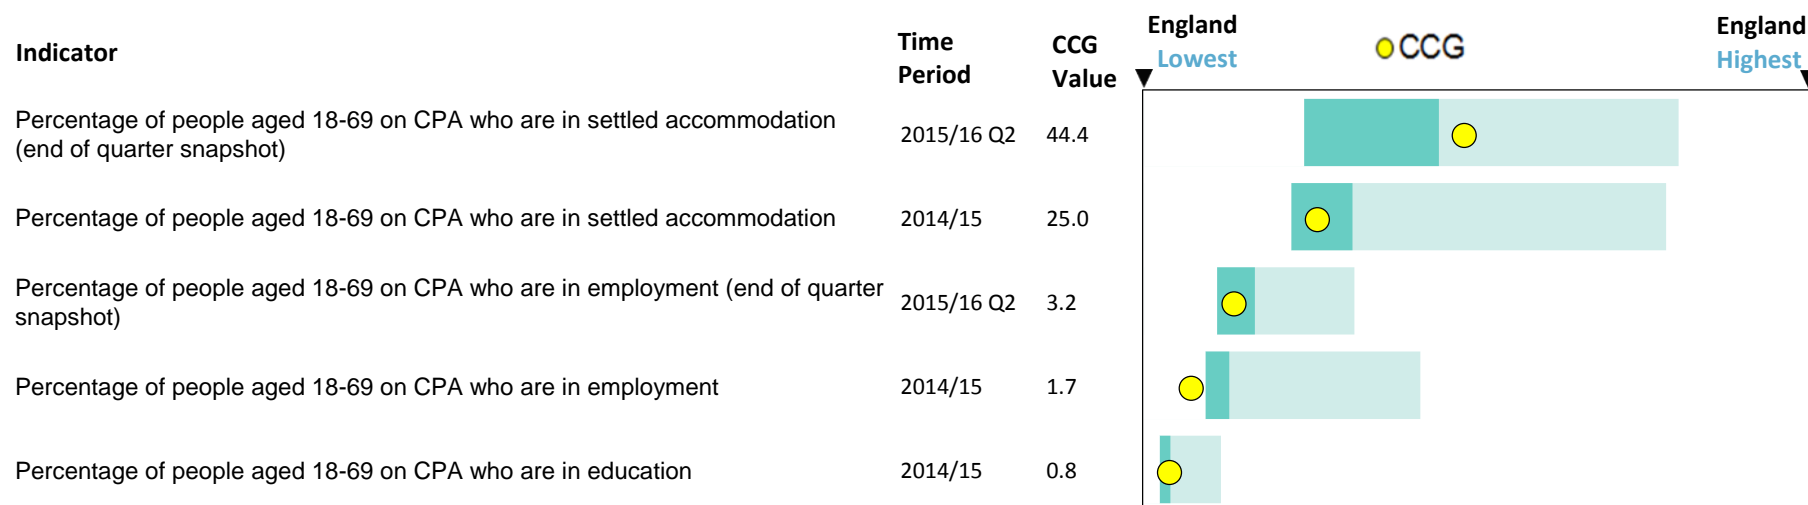 Indicator
Time Period
CCG Value
England Lowest
CCG
England Highest
Percentage of people aged 18-69 on CPA who are in settled accommodation
(end of quarter snapshot)
2015/16 Q2
44.4
Percentage of people aged 18-69 on CPA who are in settled accommodation
2014/15
25.0
Percentage of people aged 18-69 on CPA who are in employment (end of quarter
snapshot)
2015/16 Q2
3.2
Percentage of people aged 18-69 on CPA who are in employment
2014/15
1.7
Percentage of people aged 18-69 on CPA who are in education
2014/15
0.8